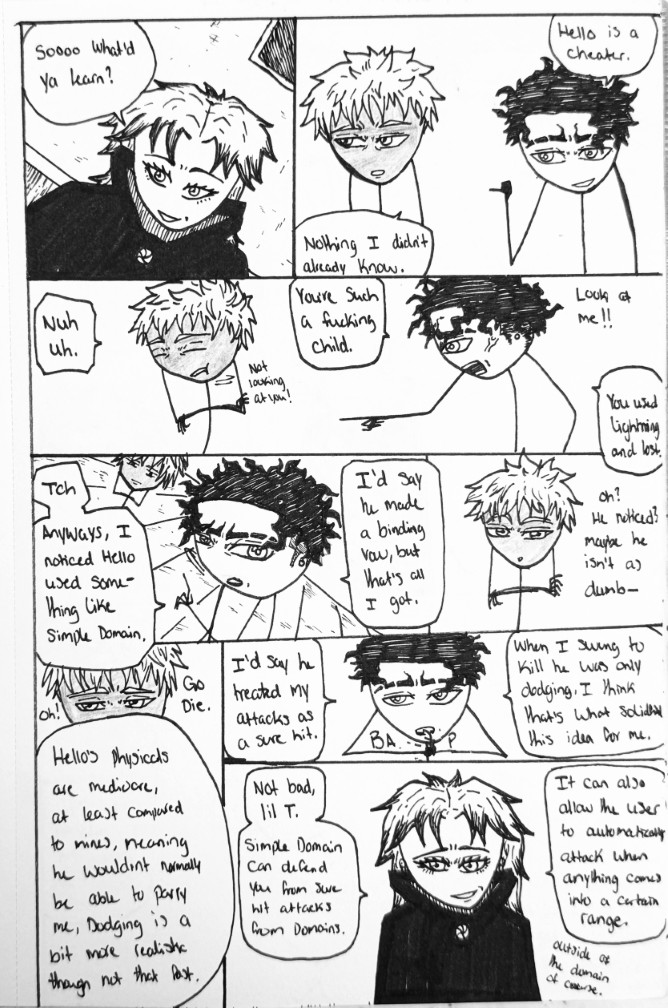 Soooo what'd
Ya learn?
Hello is a
cheater.
Nothing I didn't
already know.
Nuh
uh.
Not
looking
at you!
You're such
a fucking
child.
Look at
me!!
You used
lightning
and lost.
Tch
Anyways, I
noticed Hello
used some-
thing like
Simple Domain.
I'd say
he made
a binding
vow, but
that's all
I got.
oh?
He noticed?
maybe he
isn't as
dumb-
oh!
Go
Die.
Hello's physicals
are mediocre,
at least compared
to mines, meaning
he wouldn't normally
be able to parry
me, Dodging is a
bit more realistic
though not that fast.
I'd say he
treated my
attacks as
a sure hit.
BA P
When I swung to
kill he was only
dodging, I think
that's what solidified
this idea for me.
Not bad,
lil T.
Simple Domain
can defend
you from sure
hit attacks
from Domains.
It can also
allow the user
to automatically
attack when
anything comes
into a certain
range.
outside of
the domain
of course.